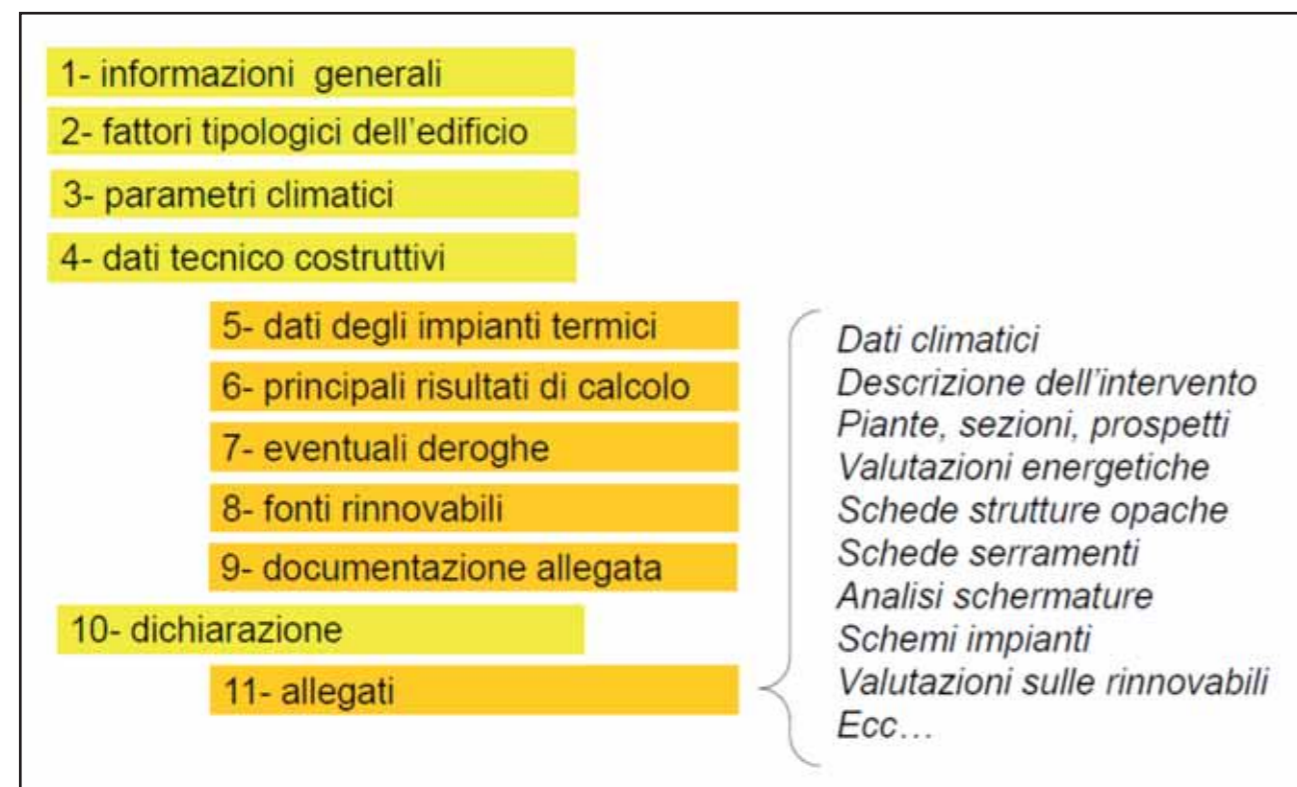 1- informazioni generali
2- fattori tipologici dell'edificio
3- parametri climatici
4- dati tecnico costruttivi
5- dati degli impianti termici
6- principali risultati di calcolo
7- eventuali deroghe
8- fonti rinnovabili
9- documentazione allegata
10- dichiarazione
11- allegati
Dati climatici
Descrizione dell'intervento
Piante, sezioni, prospetti
Valutazioni energetiche
Schede strutture opache
Schede serramenti
Analisi schermature
Schemi impianti
Valutazioni sulle rinnovabili
Ecc…